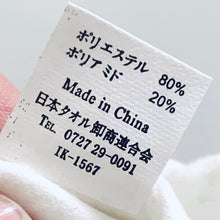 ポリエステル 80%
ポリアミド 20%
Made in China
日本タオル卸商連合会
TEL 0727 29-0091
IK-1567